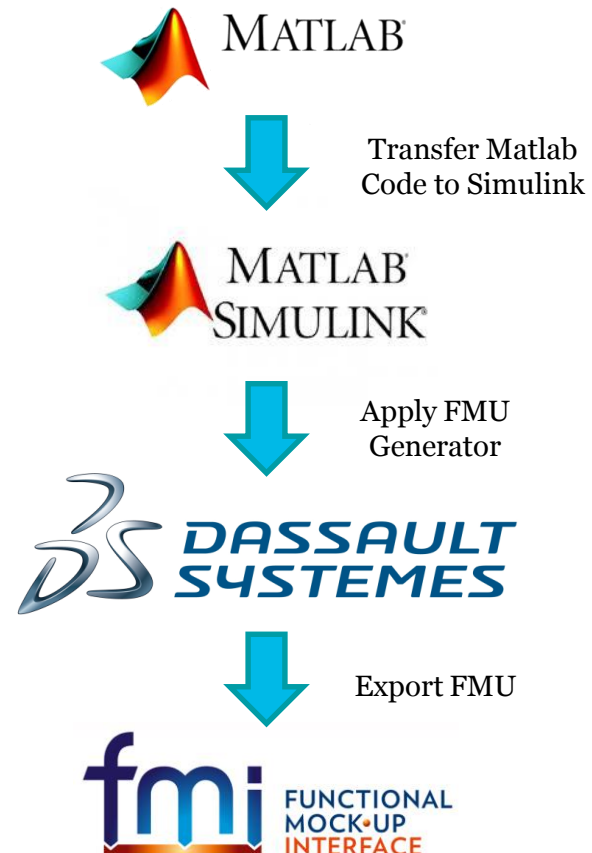 MATLAB®
Transfer Matlab
Code to Simulink
MATLAB®
SIMULINK®
Apply FMU
Generator
DS DASSAULT
SYSTEMES
Export FMU
fmi FUNCTIONAL
MOCK•UP
INTERFACE